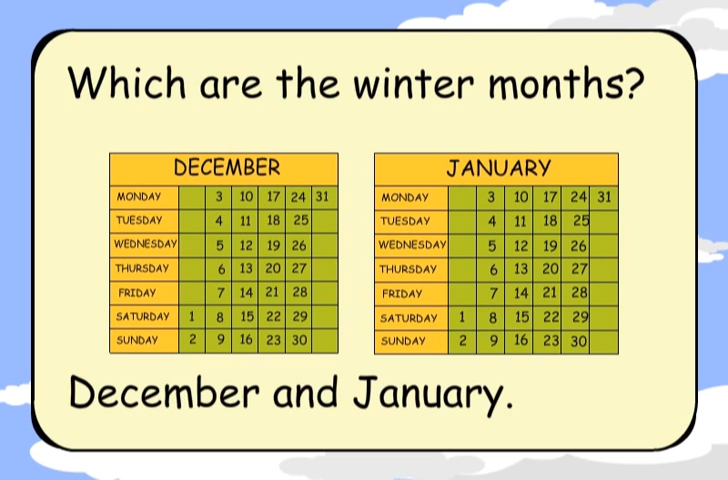 Which are the winter months?
DECEMBER
MONDAY 3 10 17 24 31
TUESDAY 4 11 18 25
WEDNESDAY 5 12 19 26
THURSDAY 6 13 20 27
FRIDAY 7 14 21 28
SATURDAY 1 8 15 22 29
SUNDAY 2 9 16 23 30
JANUARY
MONDAY 3 10 17 24 31
TUESDAY 4 11 18 25
WEDNESDAY 5 12 19 26
THURSDAY 6 13 20 27
FRIDAY 7 14 21 28
SATURDAY 1 8 15 22 29
SUNDAY 2 9 16 23 30
December and January.